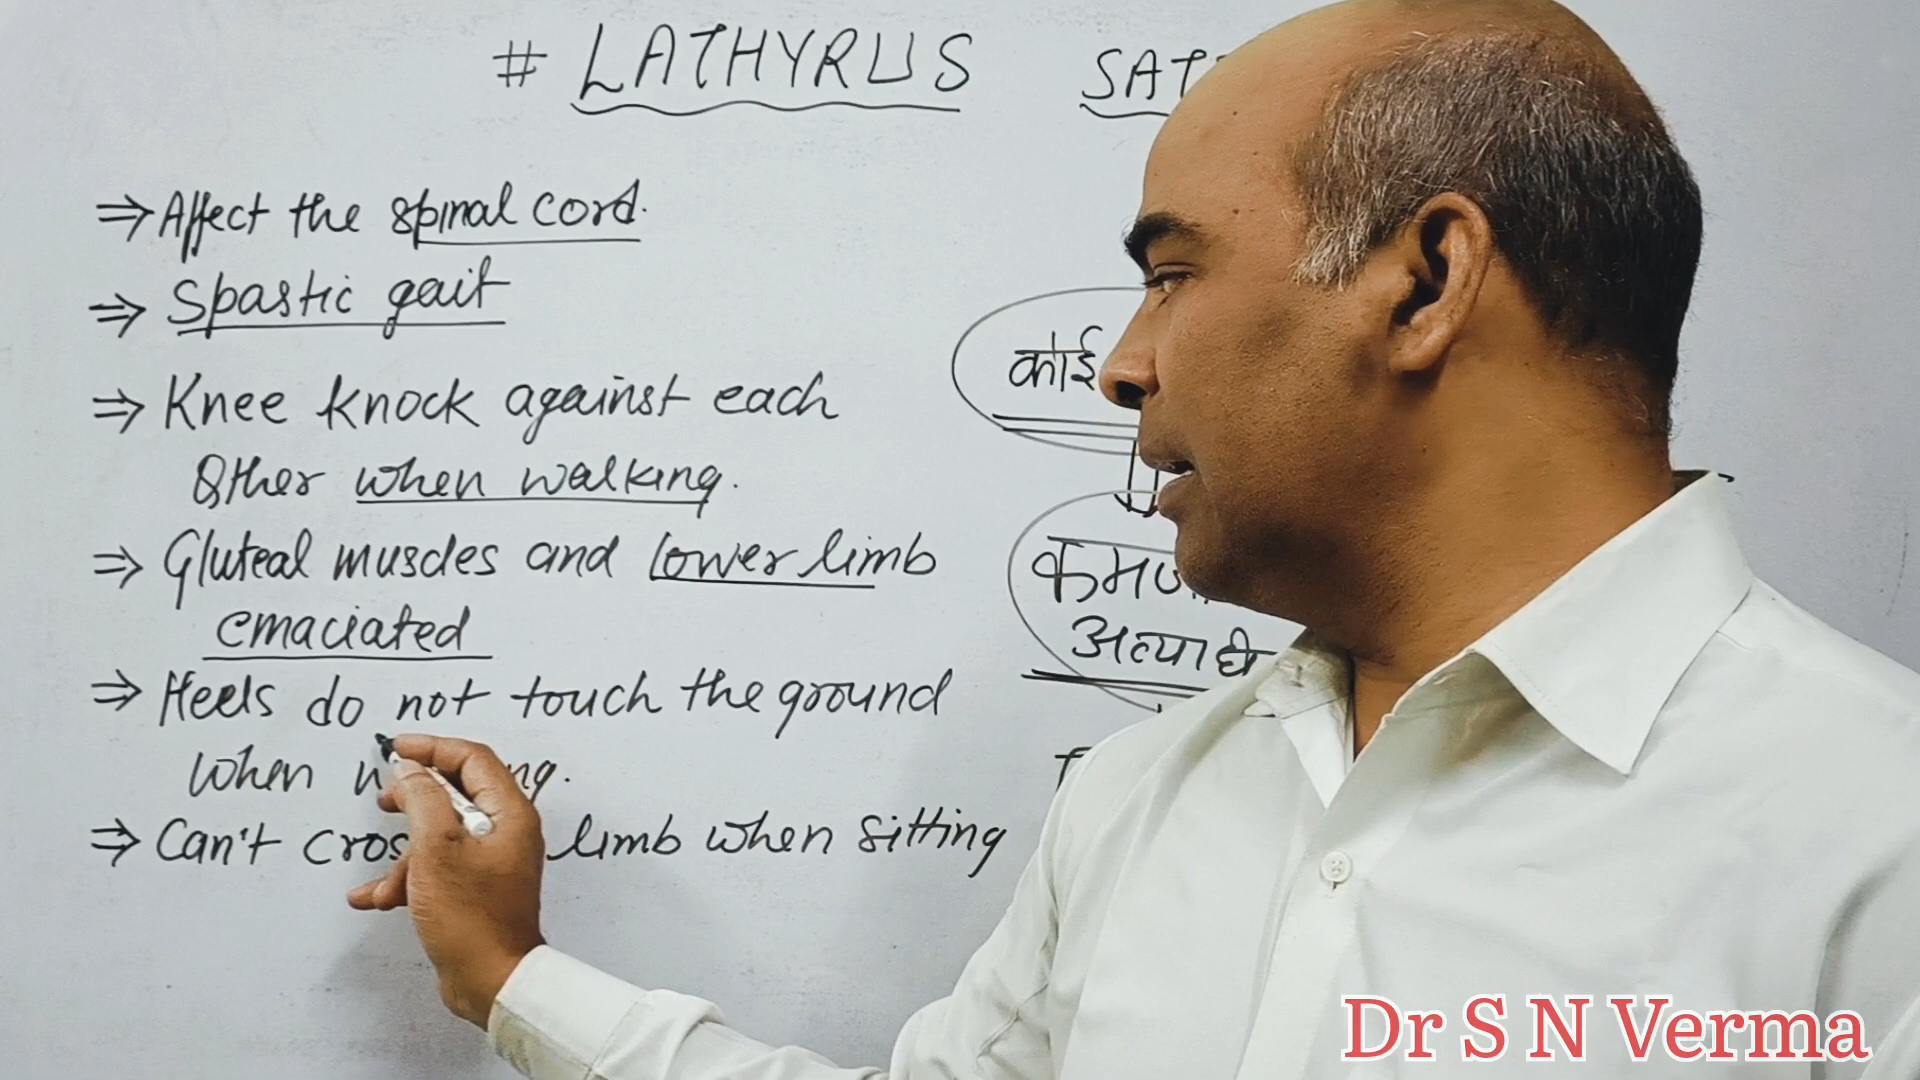 # LATHYRUS
⇒ Affect the spinal cord.
⇒ Spastic gait
⇒ Knee knock against each
Other when walking.
⇒ Gluteal muscles and lower limb
emaciated
⇒ Heels do not touch the ground
when
⇒ Can't limb when sitting
कोई
Dr S N Verma